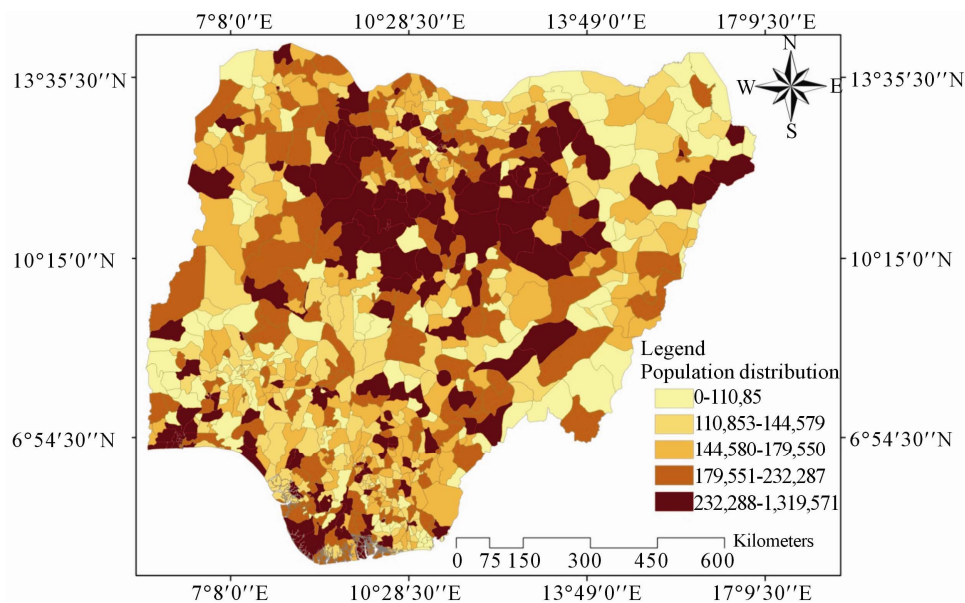 7°8′0′′E 10°28′30′′E 13°49′0′′E 17°9′30′′E
N
13°35′30′′N 13°35′30′′N
W E
S
10°15′0′′N 10°15′0′′N
Legend
Population distribution
0-110,85
110,853-144,579
6°54′30′′N 144,580-179,550 6°54′30′′N
179,551-232,287
232,288-1,319,571
Kilometers
0 75 150 300 450 600
7°8′0′′E 10°28′30′′E 13°49′0′′E 17°9′30′′E